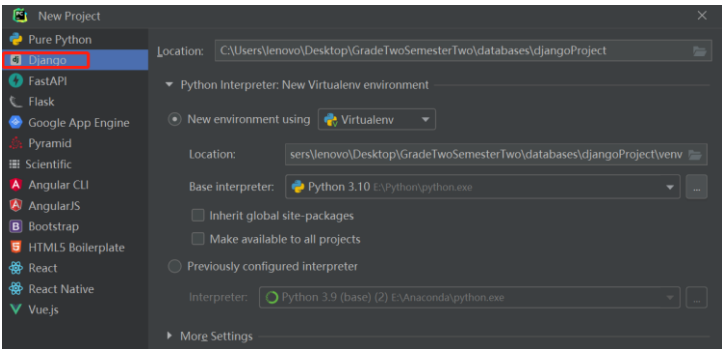 New Project
Pure Python
Django
FastAPI
Flask
Google App Engine
Pyramid
Scientific
Angular CLI
AngularJS
Bootstrap
HTML5 Boilerplate
React
React Native
Vue.js
Location: C:\Users\lenovo\Desktop\GradeTwoSemesterTwo\databases\djangoProject
Python Interpreter: New Virtualenv environment
New environment using Virtualenv
Location: sers\lenovo\Desktop\GradeTwoSemesterTwo\databases\djangoProject\venv
Base interpreter: Python 3.10 E:\Python\python.exe ...
Inherit global site-packages
Make available to all projects
Previously configured interpreter
Interpreter: Python 3.9 (base) (2) E:\Anaconda\python.exe ...
More Settings